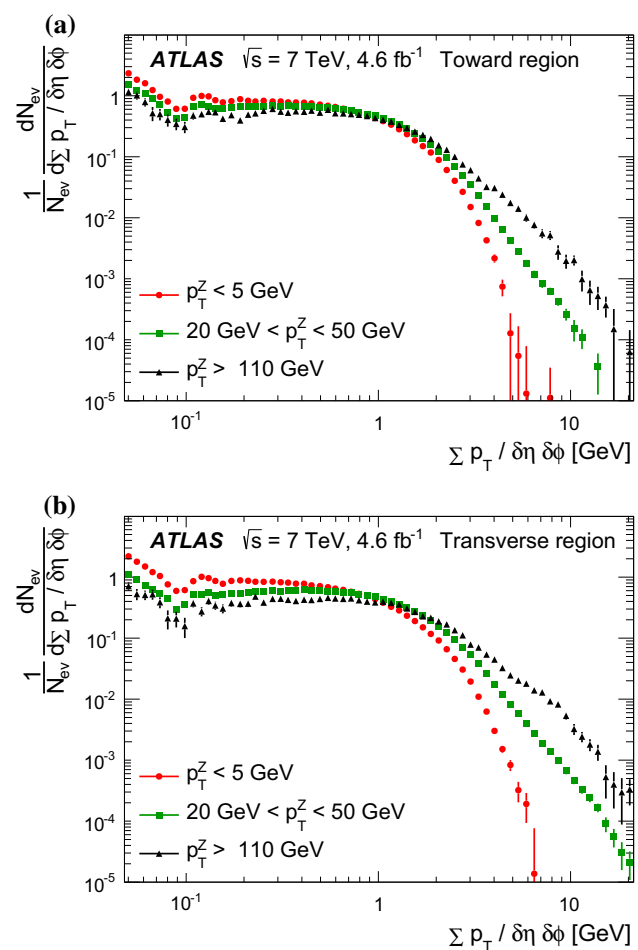 (a)
ATLAS √s = 7 TeV, 4.6 fb⁻¹ Toward region
1/N_ev dN_ev/d∑ p_T / δη δϕ
1
10⁻¹
10⁻²
10⁻³
10⁻⁴
10⁻⁵
p_T^Z < 5 GeV
20 GeV < p_T^Z < 50 GeV
p_T^Z > 110 GeV
10⁻¹ 1 10
∑ p_T / δη δϕ [GeV]
(b)
ATLAS √s = 7 TeV, 4.6 fb⁻¹ Transverse region
1/N_ev dN_ev/d∑ p_T / δη δϕ
1
10⁻¹
10⁻²
10⁻³
10⁻⁴
10⁻⁵
p_T^Z < 5 GeV
20 GeV < p_T^Z < 50 GeV
p_T^Z > 110 GeV
10⁻¹ 1 10
∑ p_T / δη δϕ [GeV]